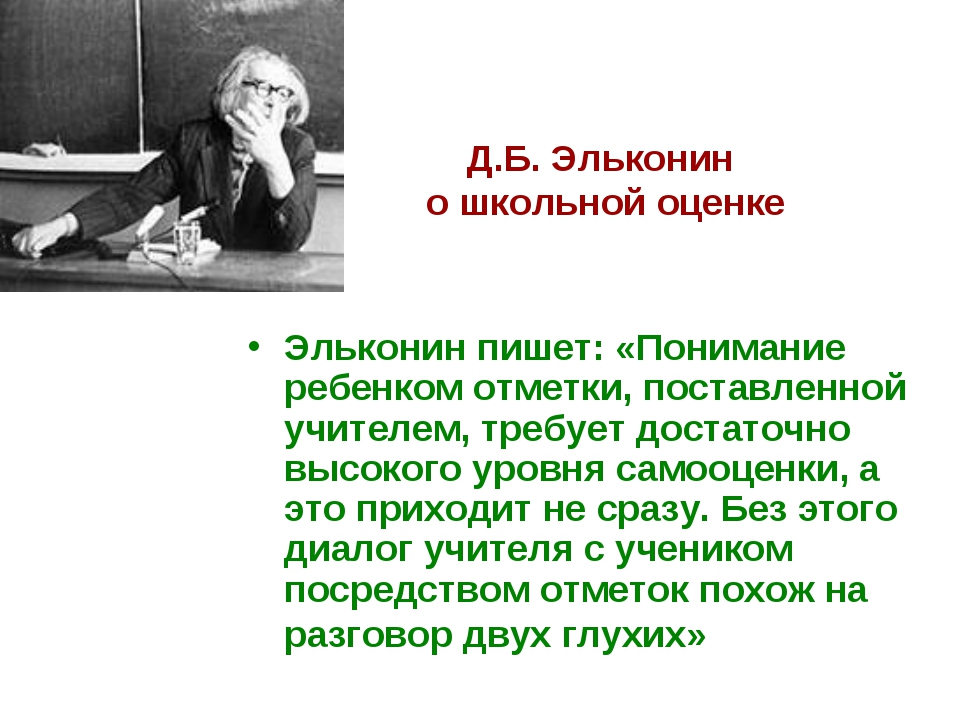 Д.Б. Эльконин
о школьной оценке
• Эльконин пишет: «Понимание
ребенком отметки, поставленной
учителем, требует достаточно
высокого уровня самооценки, а
это приходит не сразу. Без этого
диалог учителя с учеником
посредством отметок похож на
разговор двух глухих»